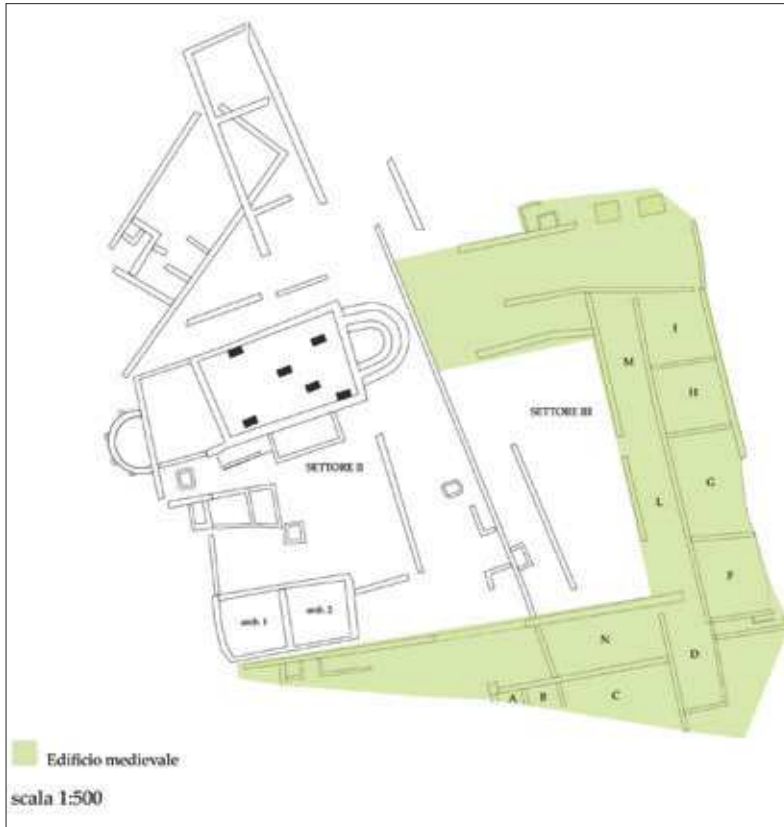 I
M
H
SETTORE III
SETTORE II
G
L
F
amb. 1
amb. 2
N
D
A
B
C
Edificio medievale
scala 1:500